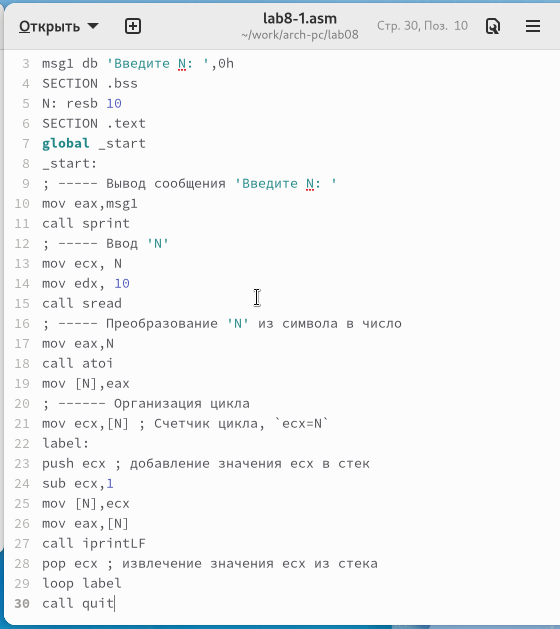 Открыть
lab8-1.asm
~/work/arch-pc/lab08
Стр. 30, Поз. 10
3 msg1 db 'Введите N: ',0h
4 SECTION .bss
5 N: resb 10
6 SECTION .text
7 global _start
8 _start:
9 ; ----- Вывод сообщения 'Введите N: '
10 mov eax,msg1
11 call sprint
12 ; ----- Ввод 'N'
13 mov ecx, N
14 mov edx, 10
15 call sread
16 ; ----- Преобразование 'N' из символа в число
17 mov eax,N
18 call atoi
19 mov [N],eax
20 ; ------ Организация цикла
21 mov ecx,[N] ; Счетчик цикла, `ecx=N`
22 label:
23 push ecx ; добавление значения ecx в стек
24 sub ecx,1
25 mov [N],ecx
26 mov eax,[N]
27 call iprintLF
28 pop ecx ; извлечение значения ecx из стека
29 loop label
30 call quit